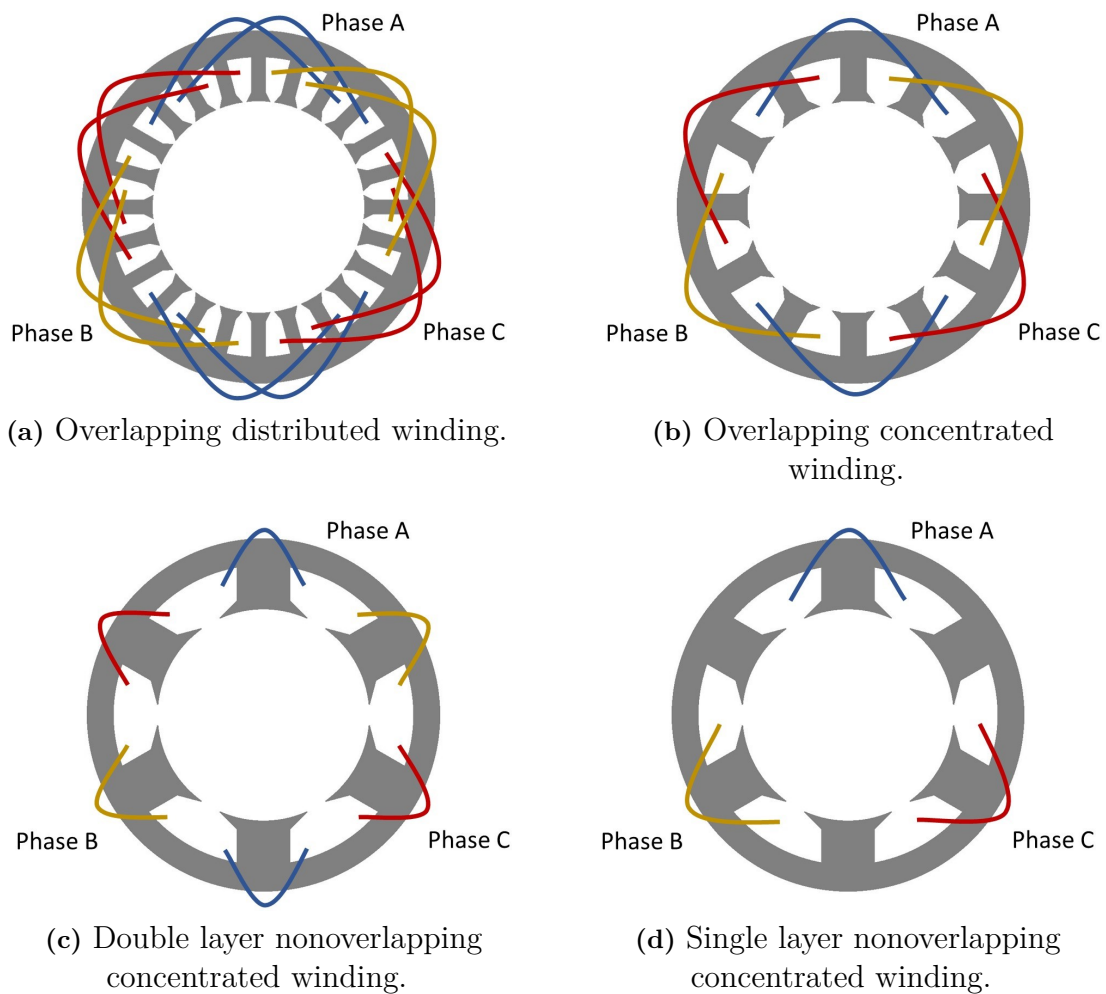 Phase A
Phase B
Phase C
(a) Overlapping distributed winding.
Phase A
Phase B
Phase C
(b) Overlapping concentrated
winding.
Phase A
Phase B
Phase C
(c) Double layer nonoverlapping
concentrated winding.
Phase A
Phase B
Phase C
(d) Single layer nonoverlapping
concentrated winding.